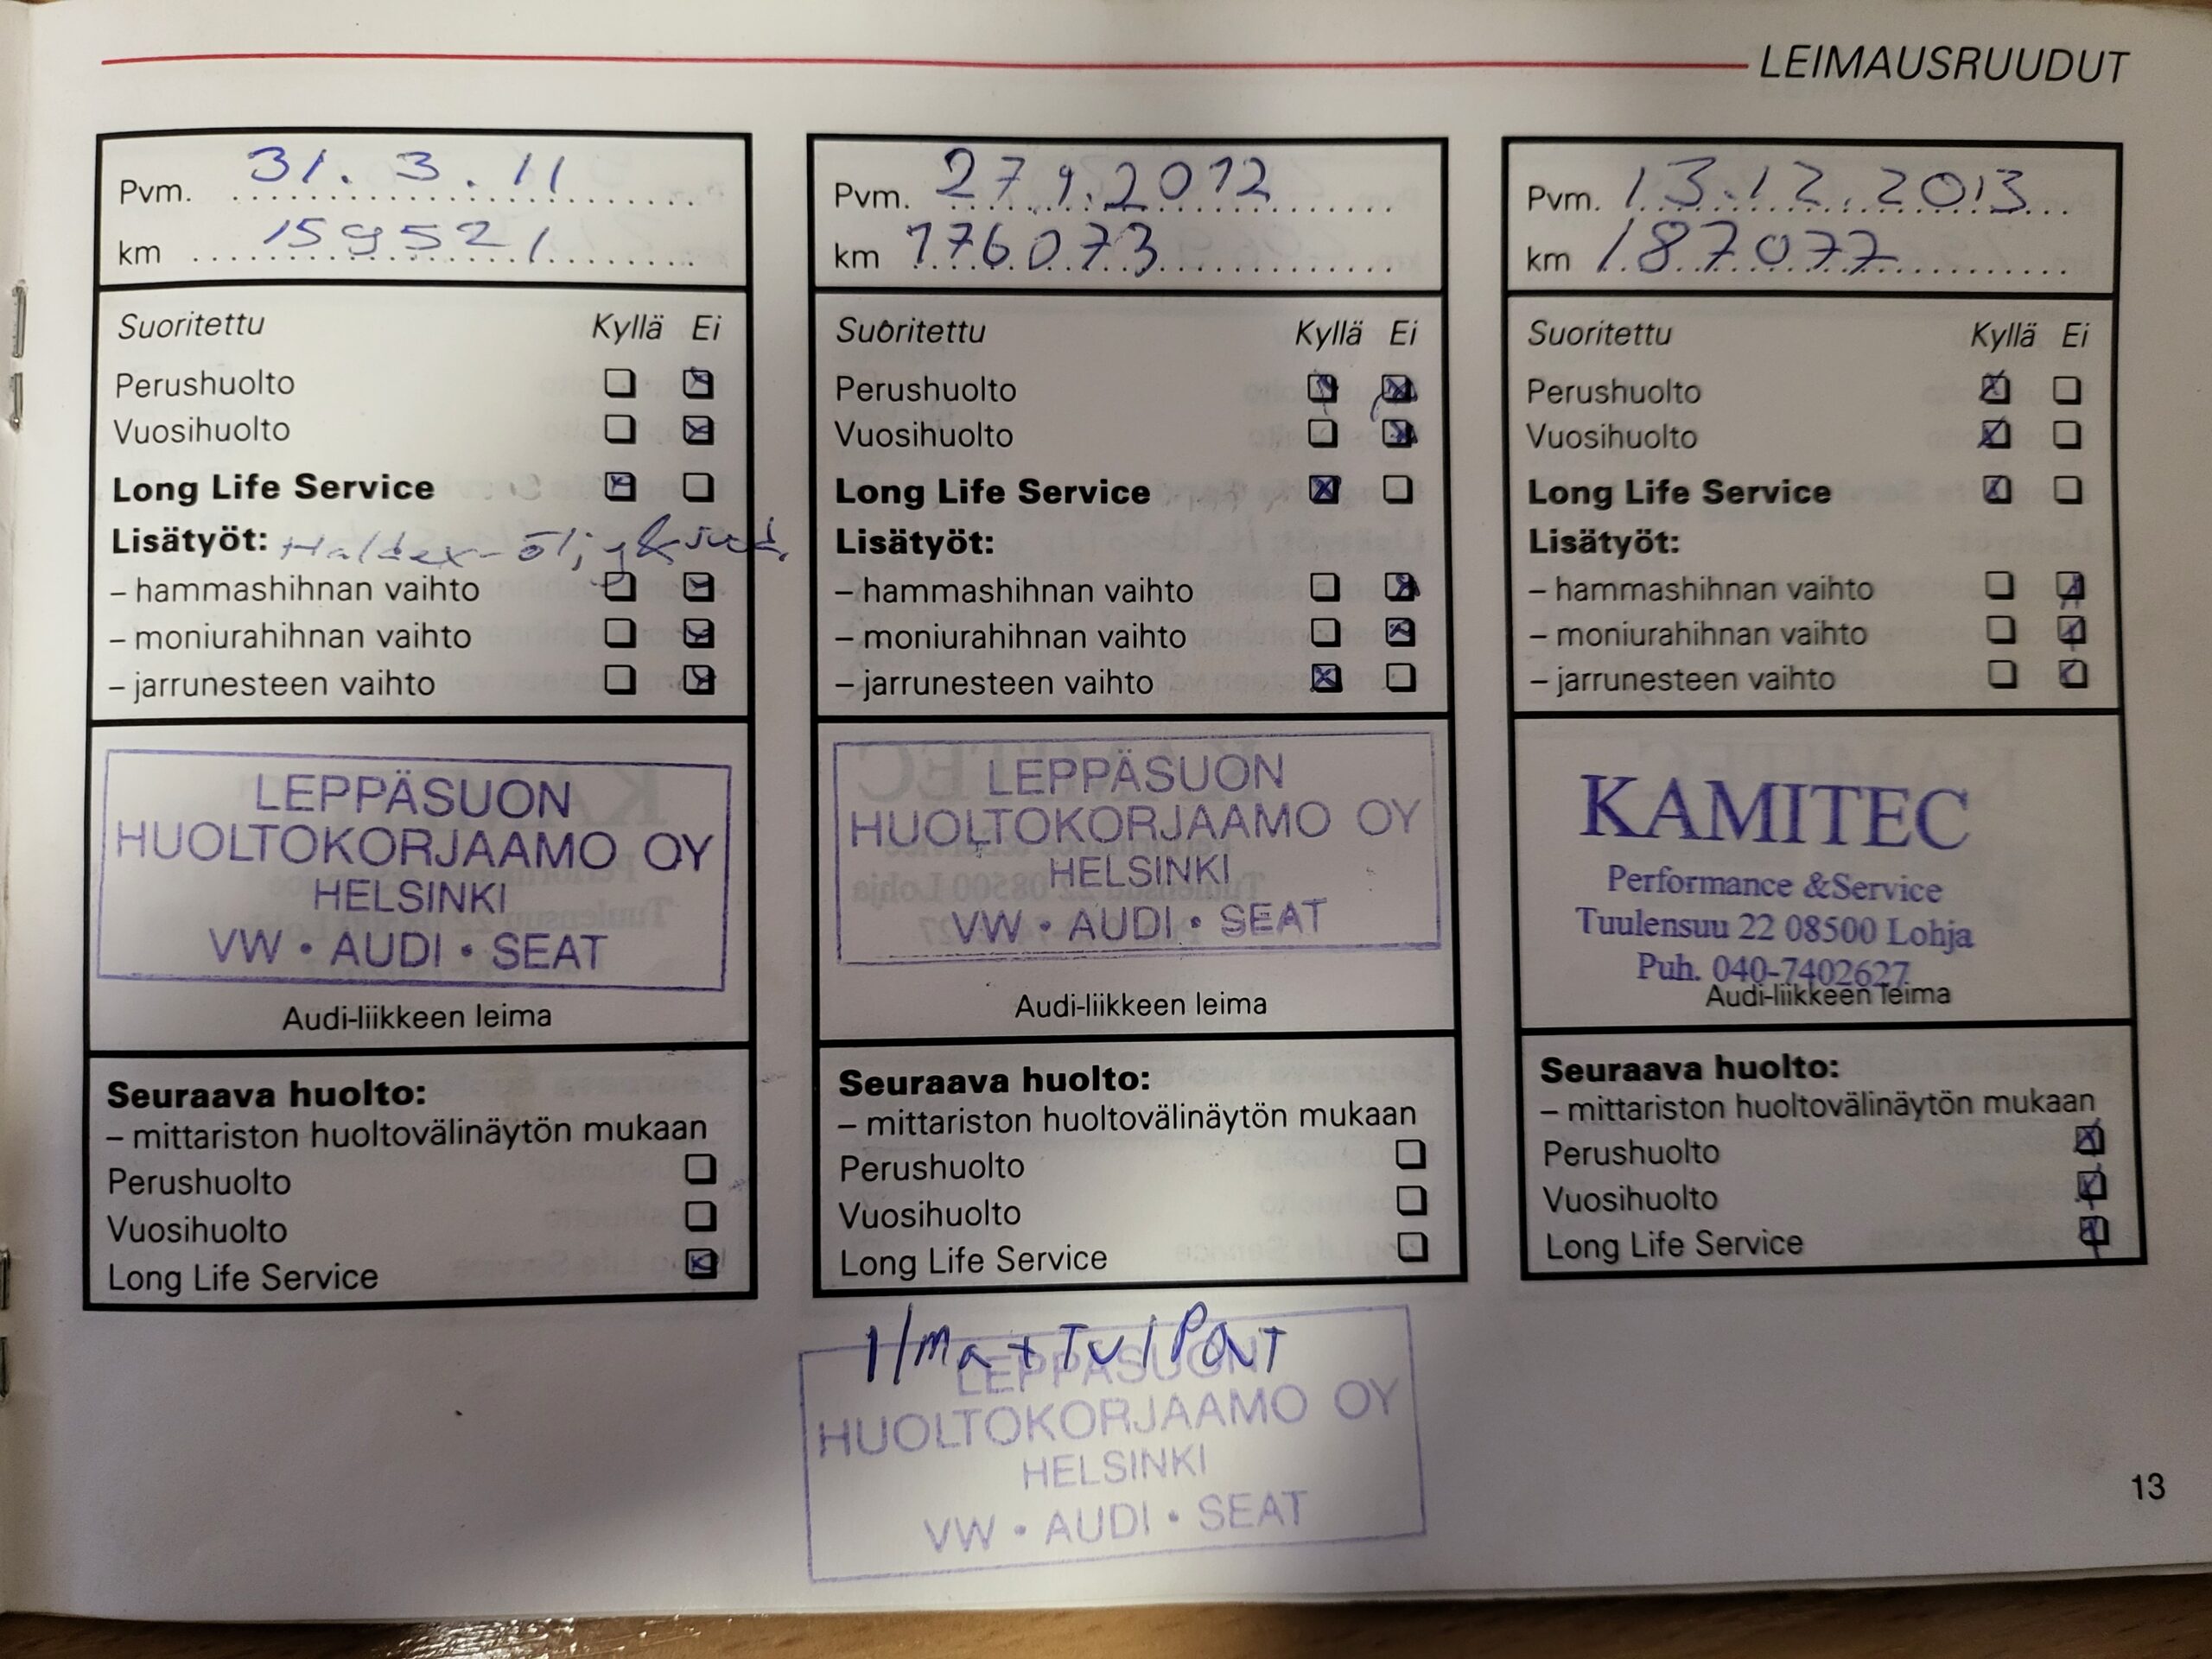 LEIMAUSRUUDUT
Pvm. 31.3.11
km 159521
Suoritettu Kyllä Ei
Perushuolto
Vuosihuolto
Long Life Service
Lisätyöt: Haldex-öljy & suod.
– hammashihnan vaihto
– moniurahihnan vaihto
– jarrunesteen vaihto
LEPPÄSUON
HUOLTOKORJAAMO OY
HELSINKI
VW • AUDI • SEAT
Audi-liikkeen leima
Seuraava huolto:
– mittariston huoltovälinäytön mukaan
Perushuolto
Vuosihuolto
Long Life Service
Pvm. 27.9.2012
km 176073
Suoritettu Kyllä Ei
Perushuolto
Vuosihuolto
Long Life Service
Lisätyöt:
– hammashihnan vaihto
– moniurahihnan vaihto
– jarrunesteen vaihto
LEPPÄSUON
HUOLTOKORJAAMO OY
HELSINKI
VW • AUDI • SEAT
Audi-liikkeen leima
Seuraava huolto:
– mittariston huoltovälinäytön mukaan
Perushuolto
Vuosihuolto
Long Life Service
LEPPÄSUON
HUOLTOKORJAAMO OY
HELSINKI
VW • AUDI • SEAT
Pvm. 13.12.2013
km 187077
Suoritettu Kyllä Ei
Perushuolto
Vuosihuolto
Long Life Service
Lisätyöt:
– hammashihnan vaihto
– moniurahihnan vaihto
– jarrunesteen vaihto
KAMITEC
Performance &Service
Tuulensuu 22 08500 Lohja
Puh. 040-7402627
Audi-liikkeen leima
Seuraava huolto:
– mittariston huoltovälinäytön mukaan
Perushuolto
Vuosihuolto
Long Life Service
13